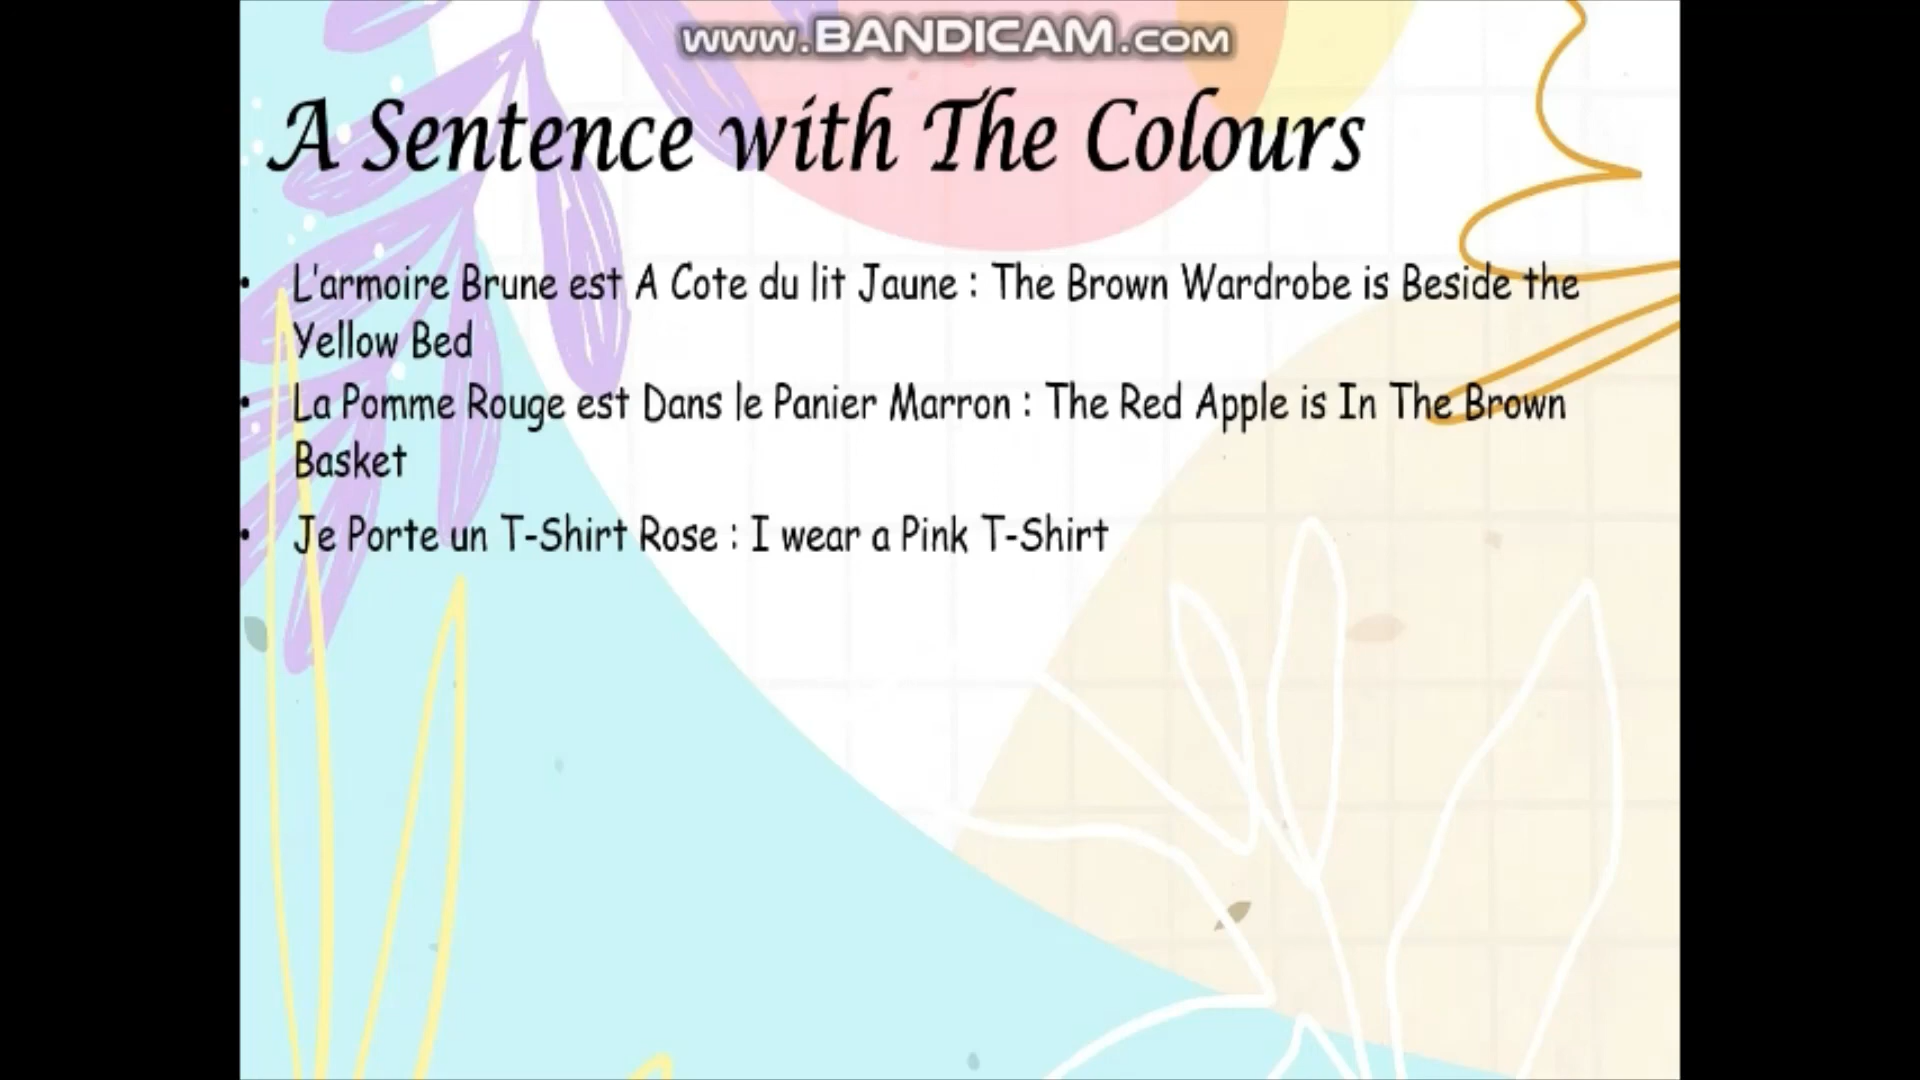 www.BANDICAM.com
A Sentence with The Colours
• L'armoire Brune est A Cote du lit Jaune : The Brown Wardrobe is Beside the
Yellow Bed
• La Pomme Rouge est Dans le Panier Marron : The Red Apple is In The Brown
Basket
• Je Porte un T-Shirt Rose : I wear a Pink T-Shirt